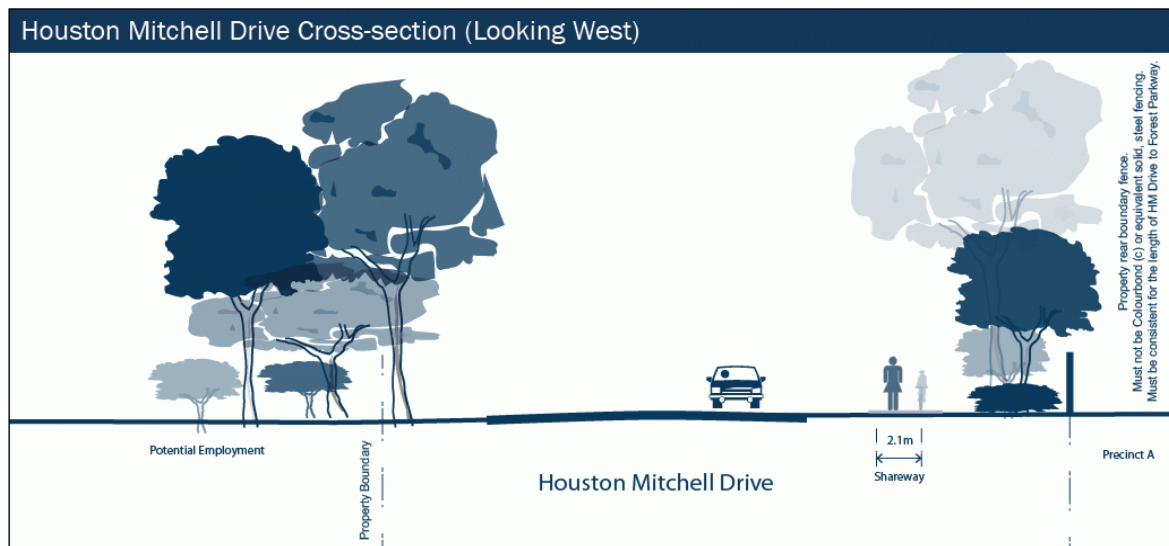 Houston Mitchell Drive Cross-section (Looking West)
Property rear boundary fence.
Must not be Colourbond (c) or equivalent solid, steel fencing.
Must be consistent for the length of HM Drive to Forest Parkway.
Potential Employment
Property Boundary
Houston Mitchell Drive
2.1m
Shareway
Precinct A